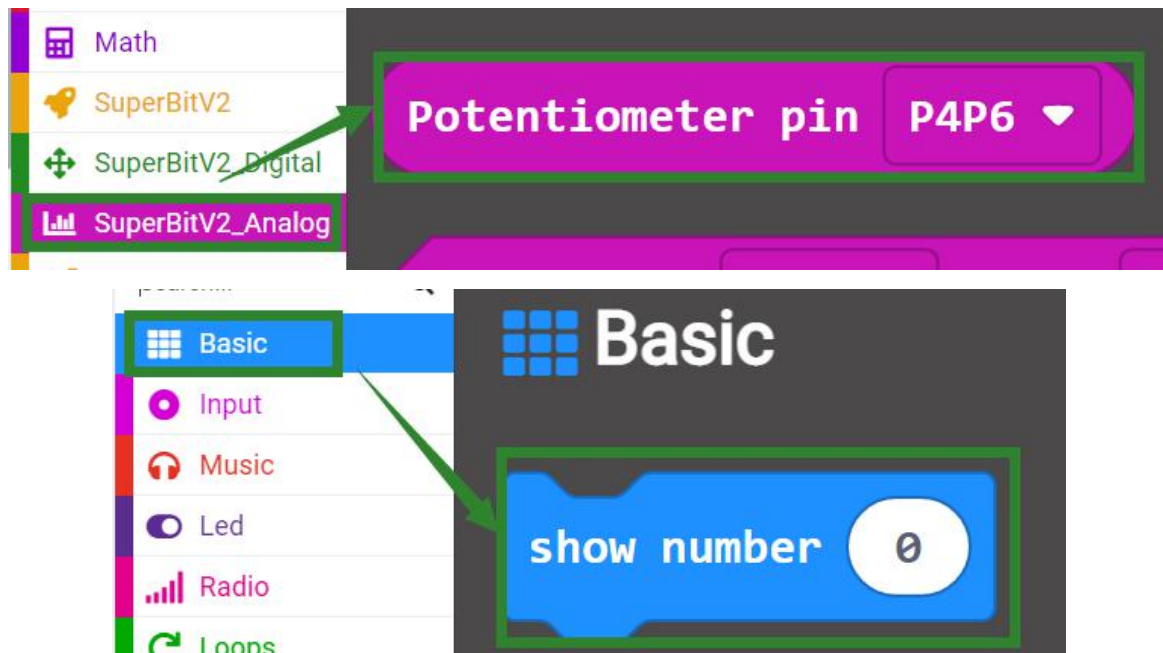 Math
SuperBitV2
SuperBitV2_Digital
SuperBitV2_Analog
Potentiometer pin P4P6
Basic
Input
Music
Led
Radio
Loops
Basic
show number 0